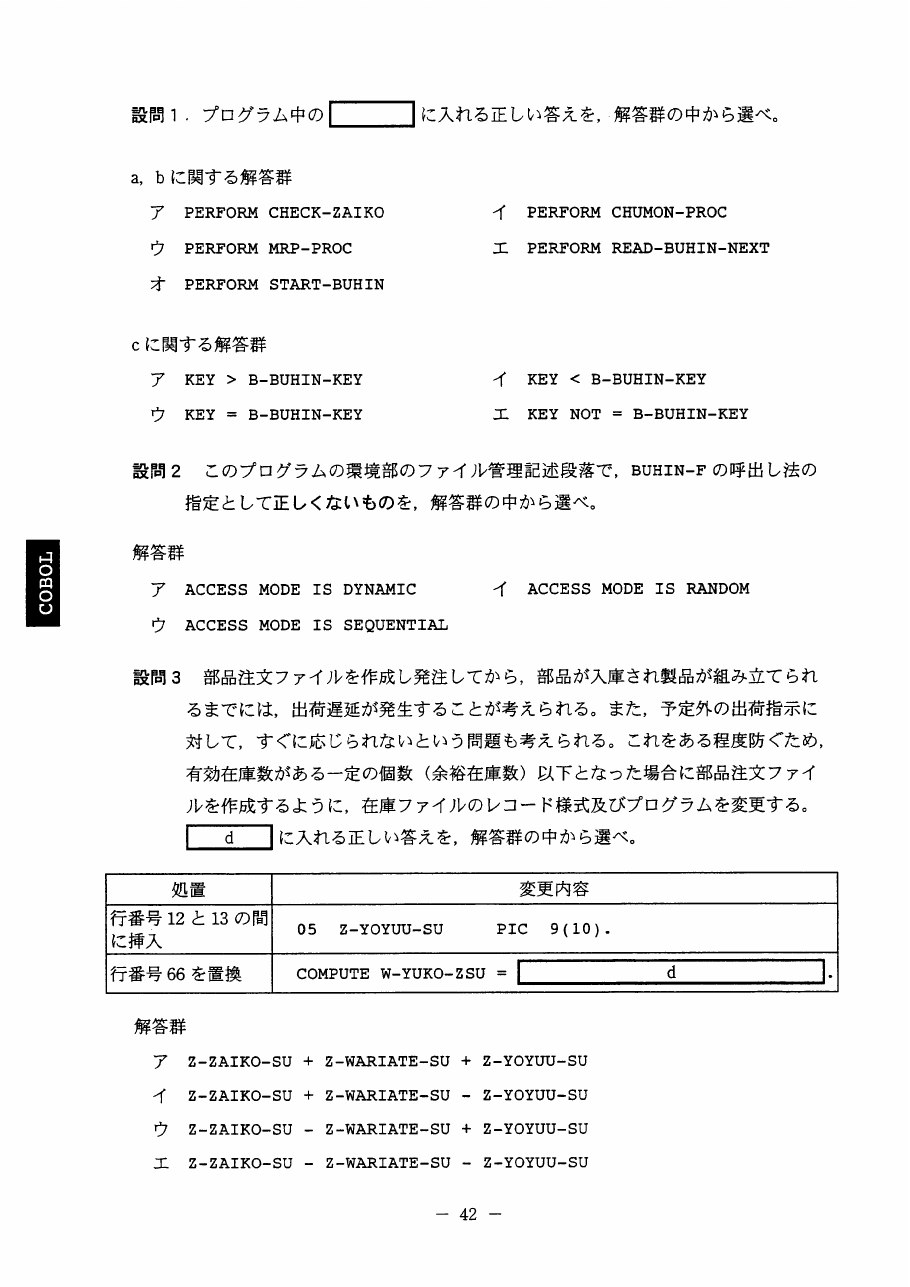 設問1. プログラム中の に入れる正しい答えを，解答群の中から選べ。
a, b に関する解答群
ア PERFORM CHECK-ZAIKO イ PERFORM CHUMON-PROC
ウ PERFORM MRP-PROC エ PERFORM READ-BUHIN-NEXT
オ PERFORM START-BUHIN
c に関する解答群
ア KEY > B-BUHIN-KEY イ KEY < B-BUHIN-KEY
ウ KEY = B-BUHIN-KEY エ KEY NOT = B-BUHIN-KEY
設問2 このプログラムの環境部のファイル管理記述段落で，BUHIN-F の呼出し法の
指定として正しくないものを，解答群の中から選べ。
解答群
ア ACCESS MODE IS DYNAMIC イ ACCESS MODE IS RANDOM
ウ ACCESS MODE IS SEQUENTIAL
COBOL
設問3 部品注文ファイルを作成し発注してから，部品が入庫され製品が組み立てられ
るまでには，出荷遅延が発生することが考えられる。また，予定外の出荷指示に
対して，すぐに応じられないという問題も考えられる。これをある程度防ぐため，
有効在庫数がある一定の個数（余裕在庫数）以下となった場合に部品注文ファイ
ルを作成するように，在庫ファイルのレコード様式及びプログラムを変更する。
d に入れる正しい答えを，解答群の中から選べ。
処置 変更内容
行番号 12 と 13 の間
に挿入
05 Z-YOYUU-SU PIC 9(10).
行番号 66 を置換 COMPUTE W-YUKO-ZSU = d .
解答群
ア Z-ZAIKO-SU + Z-WARIATE-SU + Z-YOYUU-SU
イ Z-ZAIKO-SU + Z-WARIATE-SU - Z-YOYUU-SU
ウ Z-ZAIKO-SU - Z-WARIATE-SU + Z-YOYUU-SU
エ Z-ZAIKO-SU - Z-WARIATE-SU - Z-YOYUU-SU
— 42 —